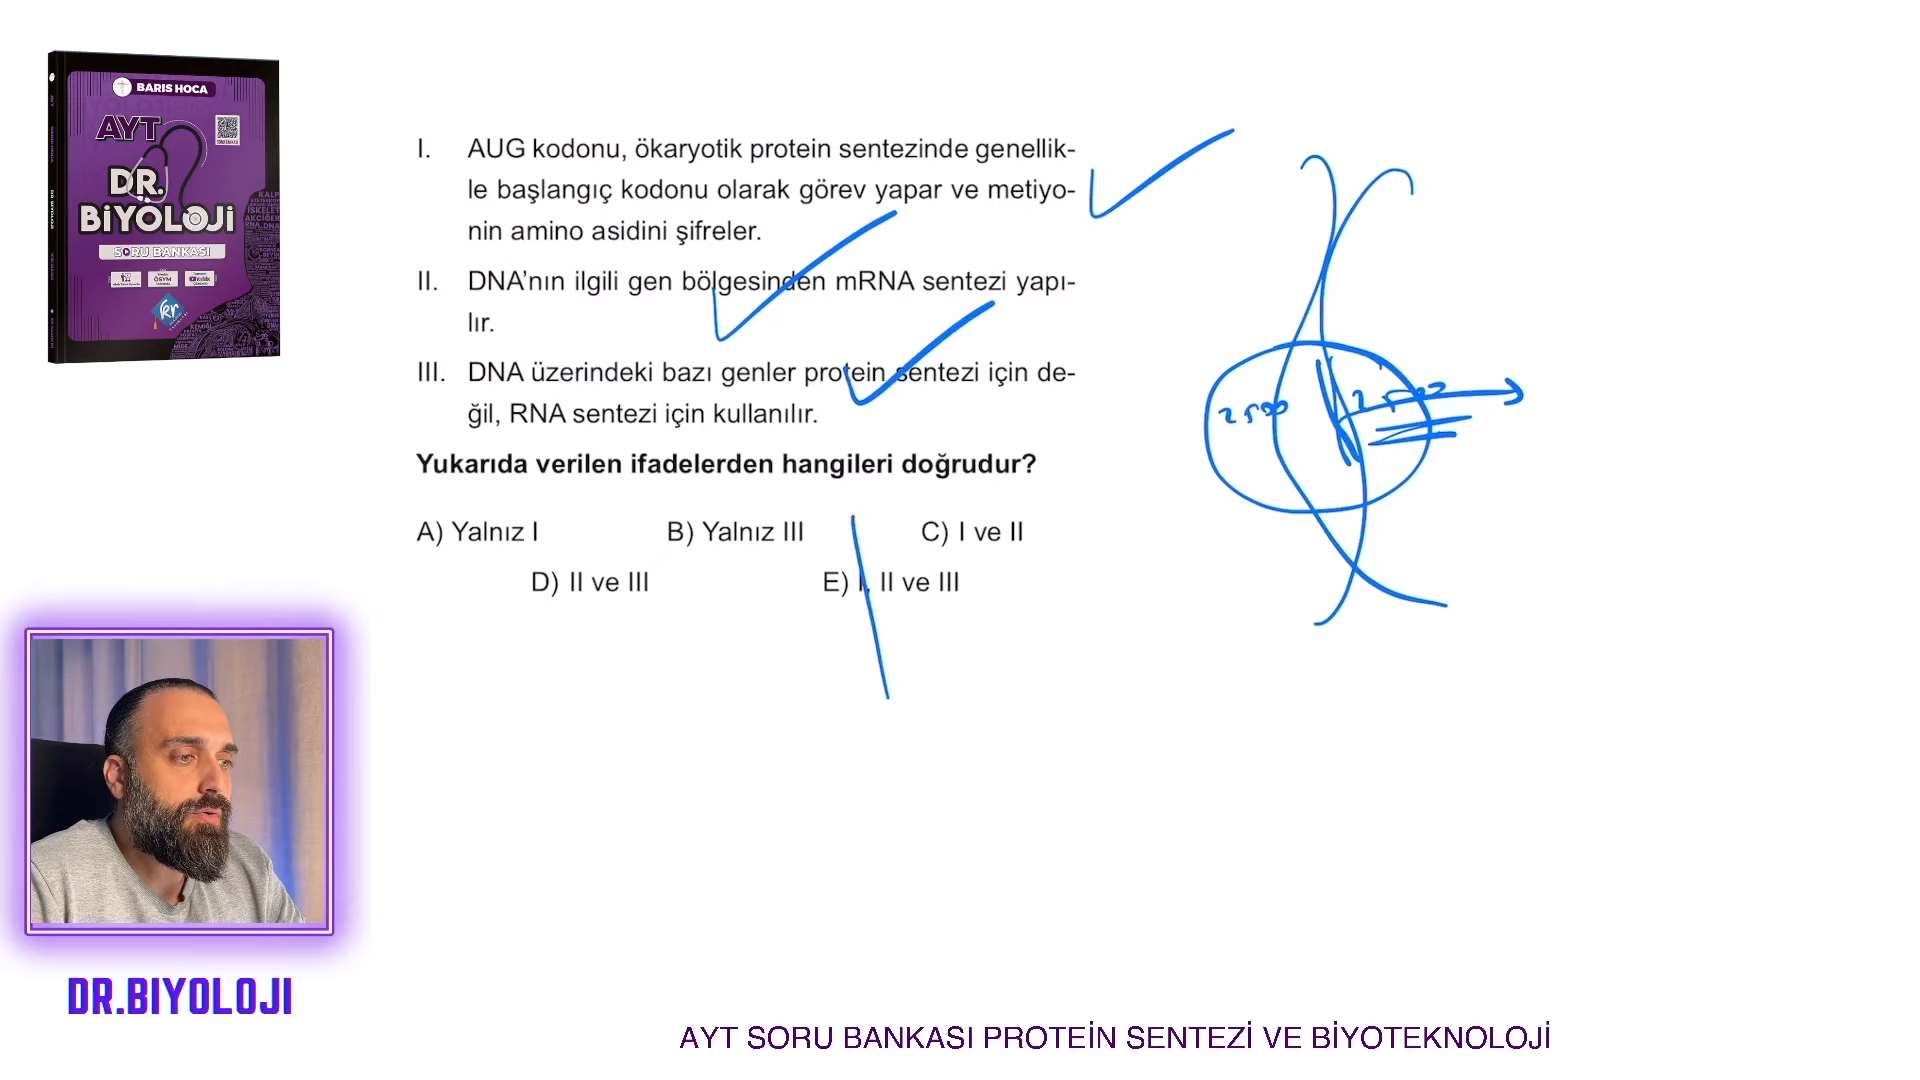 BARIS HOCA
AYT
DR.
BİYOLOJİ
SORU BANKASI
I. AUG kodonu, ökaryotik protein sentezinde genellik-
le başlangıç kodonu olarak görev yapar ve metiyo-
nin amino asidini şifreler.
II. DNA’nın ilgili gen bölgesinden mRNA sentezi yapı-
lır.
III. DNA üzerindeki bazı genler protein sentezi için de-
ğil, RNA sentezi için kullanılır.
Yukarıda verilen ifadelerden hangileri doğrudur?
A) Yalnız I B) Yalnız III C) I ve II
D) II ve III E) I, II ve III
2500
DR.BIYOLOJI
AYT SORU BANKASI PROTEİN SENTEZİ VE BİYOTEKNOLOJİ